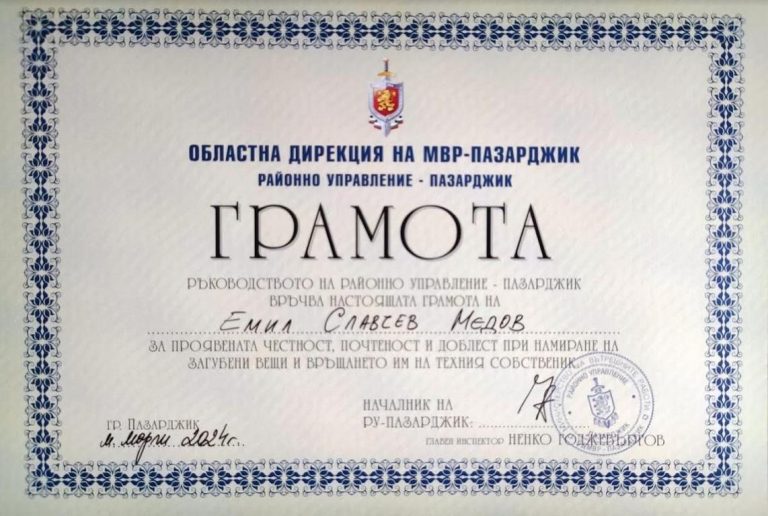 ОБЛАСТНА ДИРЕКЦИЯ НА МВР-ПАЗАРДЖИК
РАЙОННО УПРАВЛЕНИЕ - ПАЗАРДЖИК
ГРАМОТА
РЪКОВОДСТВОТО НА РАЙОННО УПРАВЛЕНИЕ - ПАЗАРДЖИК
ВРЪЧВА НАСТОЯЩАТА ГРАМОТА НА
Емил Славчев Медов
ЗА ПРОЯВЕНАТА ЧЕСТНОСТ, ПОЧТЕНОСТ И ДОБЛЕСТ ПРИ НАМИРАНЕ НА
ЗАГУБЕНИ ВЕЩИ И ВРЪЩАНЕТО ИМ НА ТЕХНИЯ СОБСТВЕНИК
НАЧАЛНИК НА
РУ-ПАЗАРДЖИК:
ГР. ПАЗАРДЖИК
м. март 2024г.
ГЛАВЕН ИНСПЕКТОР НЕНКО ГОДЖЕВЪРГОВ
РАЙОННО УПРАВЛЕНИЕ